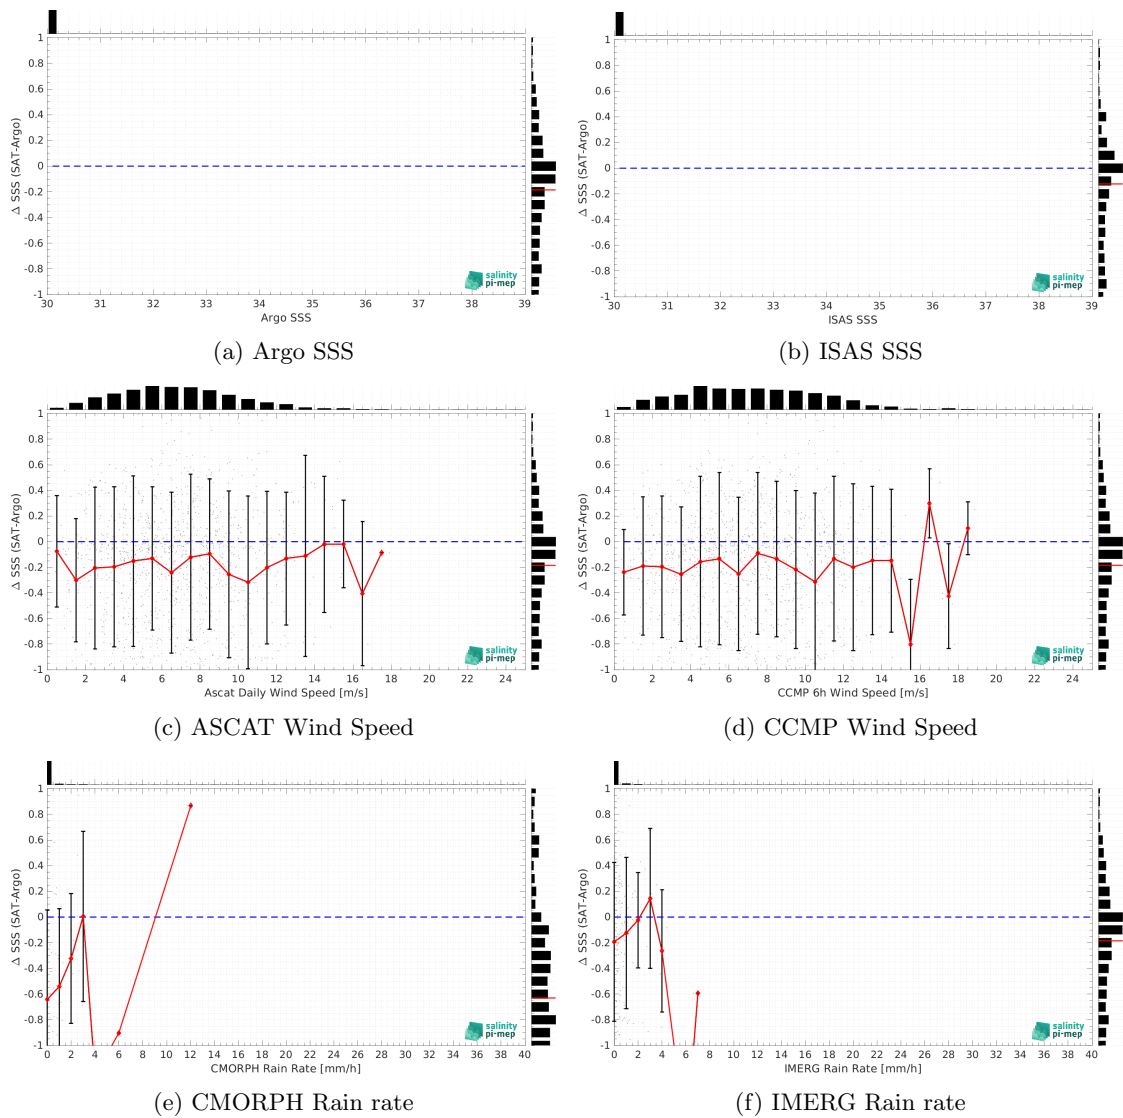 1
0.8
0.6
0.4
0.2
0
-0.2
-0.4
-0.6
-0.8
-1
Δ SSS (SAT-Argo)
salinity
pi-mep
30 31 32 33 34 35 36 37 38 39
Argo SSS
(a) Argo SSS
1
0.8
0.6
0.4
0.2
0
-0.2
-0.4
-0.6
-0.8
-1
Δ SSS (SAT-Argo)
salinity
pi-mep
30 31 32 33 34 35 36 37 38 39
ISAS SSS
(b) ISAS SSS
1
0.8
0.6
0.4
0.2
0
-0.2
-0.4
-0.6
-0.8
-1
Δ SSS (SAT-Argo)
salinity
pi-mep
0 2 4 6 8 10 12 14 16 18 20 22 24
Ascat Daily Wind Speed [m/s]
(c) ASCAT Wind Speed
1
0.8
0.6
0.4
0.2
0
-0.2
-0.4
-0.6
-0.8
-1
Δ SSS (SAT-Argo)
salinity
pi-mep
0 2 4 6 8 10 12 14 16 18 20 22 24
CCMP 6h Wind Speed [m/s]
(d) CCMP Wind Speed
1
0.8
0.6
0.4
0.2
0
-0.2
-0.4
-0.6
-0.8
-1
Δ SSS (SAT-Argo)
salinity
pi-mep
0 2 4 6 8 10 12 14 16 18 20 22 24 26 28 30 32 34 36 38 40
CMORPH Rain Rate [mm/h]
(e) CMORPH Rain rate
1
0.8
0.6
0.4
0.2
0
-0.2
-0.4
-0.6
-0.8
-1
Δ SSS (SAT-Argo)
salinity
pi-mep
0 2 4 6 8 10 12 14 16 18 20 22 24 26 28 30 32 34 36 38 40
IMERG Rain Rate [mm/h]
(f) IMERG Rain rate